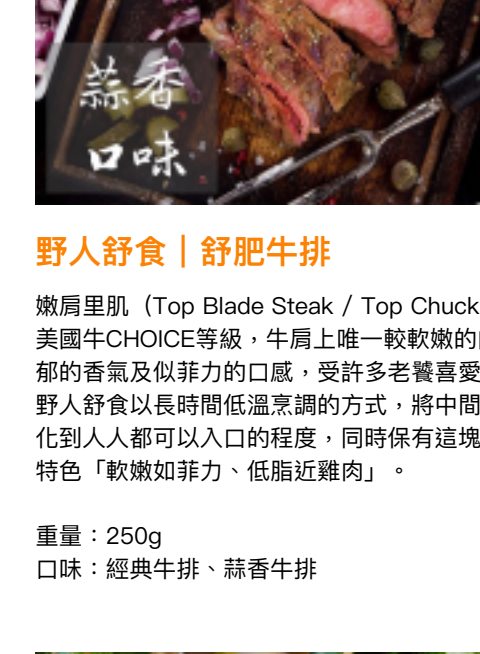 蒜香
口味
野人舒食｜舒肥牛排
嫩肩里肌（Top Blade Steak / Top Chuck
美國牛CHOICE等級，牛肩上唯一較軟嫩的
郁的香氣及似菲力的口感，受許多老饕喜愛
野人舒食以長時間低溫烹調的方式，將中間
化到人人都可以入口的程度，同時保有這塊
特色「軟嫩如菲力、低脂近雞肉」。
重量：250g
口味：經典牛排、蒜香牛排